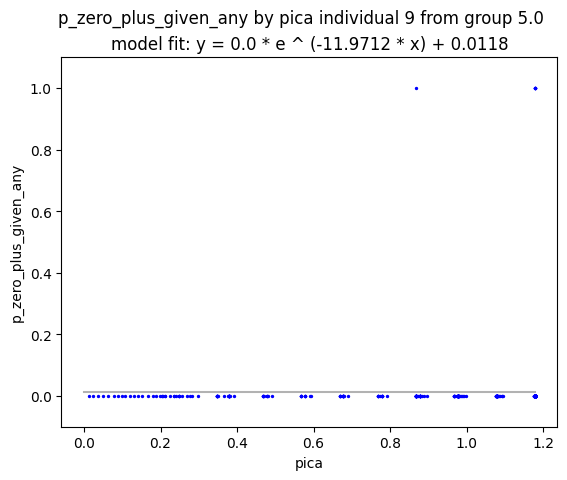 p_zero_plus_given_any by pica individual 9 from group 5.0
model fit: y = 0.0 * e ^ (-11.9712 * x) + 0.0118
1.0
0.8
0.6
0.4
0.2
0.0
p_zero_plus_given_any
0.0 0.2 0.4 0.6 0.8 1.0 1.2
pica